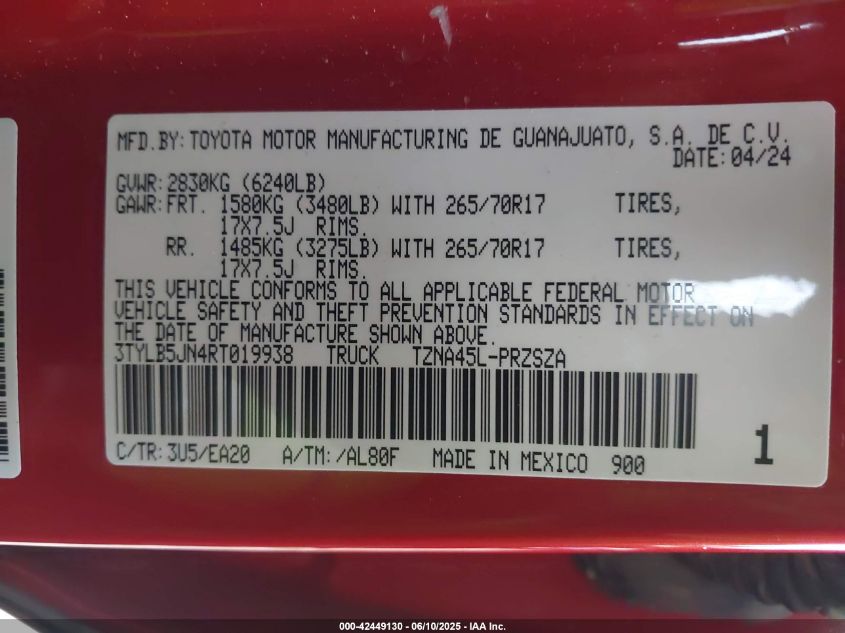 MFD.BY: TOYOTA MOTOR MANUFACTURING DE GUANAJUATO, S.A. DE C.V.
DATE: 04/24
GVWR: 2830KG (6240LB)
GAWR: FRT. 1580KG (3480LB) WITH 265/70R17 TIRES,
17X7.5J RIMS.
RR. 1485KG (3275LB) WITH 265/70R17 TIRES,
17X7.5J RIMS.
THIS VEHICLE CONFORMS TO ALL APPLICABLE FEDERAL MOTOR
VEHICLE SAFETY AND THEFT PREVENTION STANDARDS IN EFFECT ON
THE DATE OF MANUFACTURE SHOWN ABOVE.
3TYLB5JN4RT019938 TRUCK TZNA45L-PRZSZA
C/TR: 3U5/EA20 A/TM: /AL80F MADE IN MEXICO 900
1
000-42449130 - 06/10/2025 - IAA Inc.